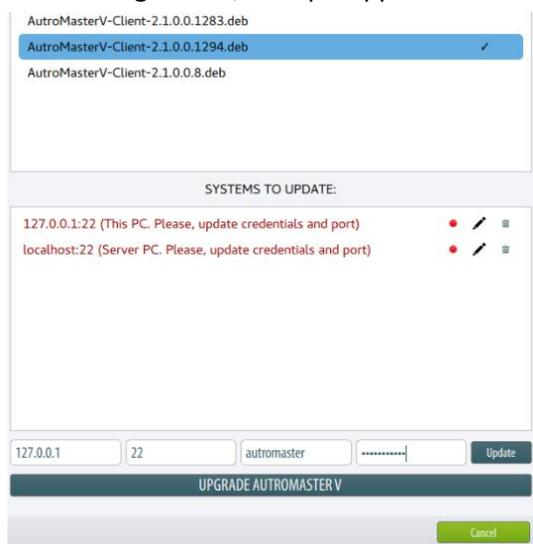 AutroMasterV-Client-2.1.0.0.1283.deb
AutroMasterV-Client-2.1.0.0.1294.deb ✓
AutroMasterV-Client-2.1.0.0.8.deb
SYSTEMS TO UPDATE:
127.0.0.1:22 (This PC. Please, update credentials and port)
localhost:22 (Server PC. Please, update credentials and port)
127.0.0.1 22 autromaster ••••••••••• Update
UPGRADE AUTROMASTER V
Cancel